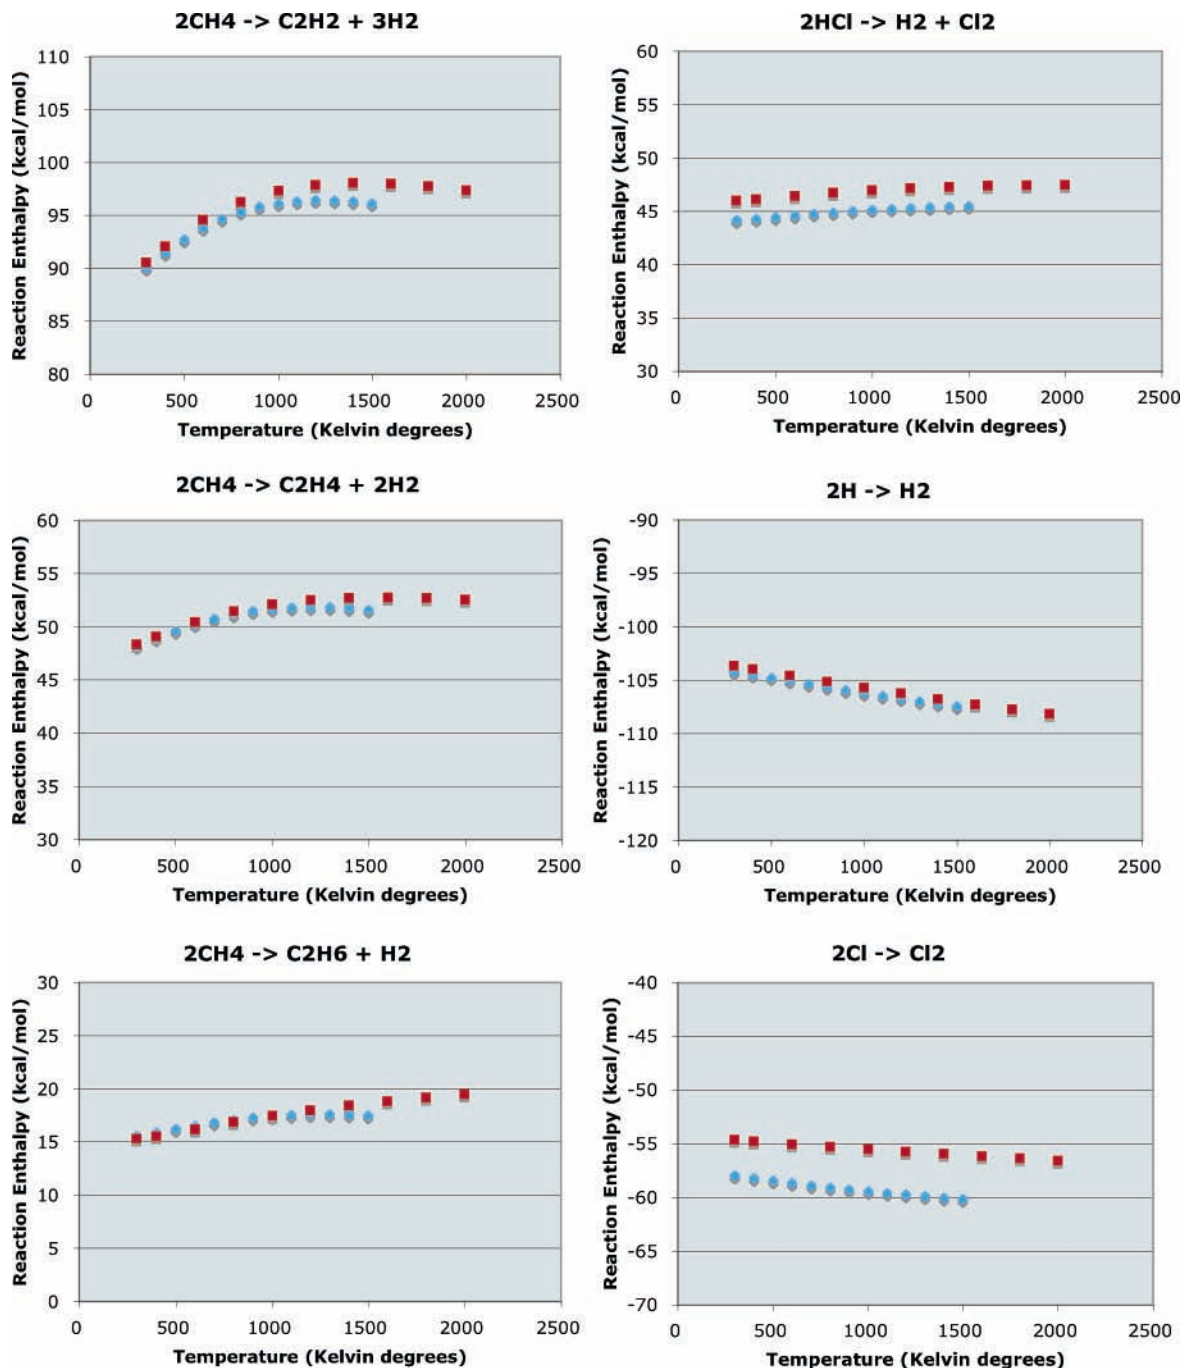 2CH4 -> C2H2 + 3H2
Reaction Enthalpy (kcal/mol)
110
105
100
95
90
85
80
0 500 1000 1500 2000 2500
Temperature (Kelvin degrees)
2HCl -> H2 + Cl2
Reaction Enthalpy (kcal/mol)
60
55
50
45
40
35
30
0 500 1000 1500 2000 2500
Temperature (Kelvin degrees)
2CH4 -> C2H4 + 2H2
Reaction Enthalpy (kcal/mol)
60
55
50
45
40
35
30
0 500 1000 1500 2000 2500
Temperature (Kelvin degrees)
2H -> H2
Reaction Enthalpy (kcal/mol)
-90
-95
-100
-105
-110
-115
-120
0 500 1000 1500 2000 2500
Temperature (Kelvin degrees)
2CH4 -> C2H6 + H2
Reaction Enthalpy (kcal/mol)
30
25
20
15
10
5
0
0 500 1000 1500 2000 2500
Temperature (Kelvin degrees)
2Cl -> Cl2
Reaction Enthalpy (kcal/mol)
-40
-45
-50
-55
-60
-65
-70
0 500 1000 1500 2000 2500
Temperature (Kelvin degrees)